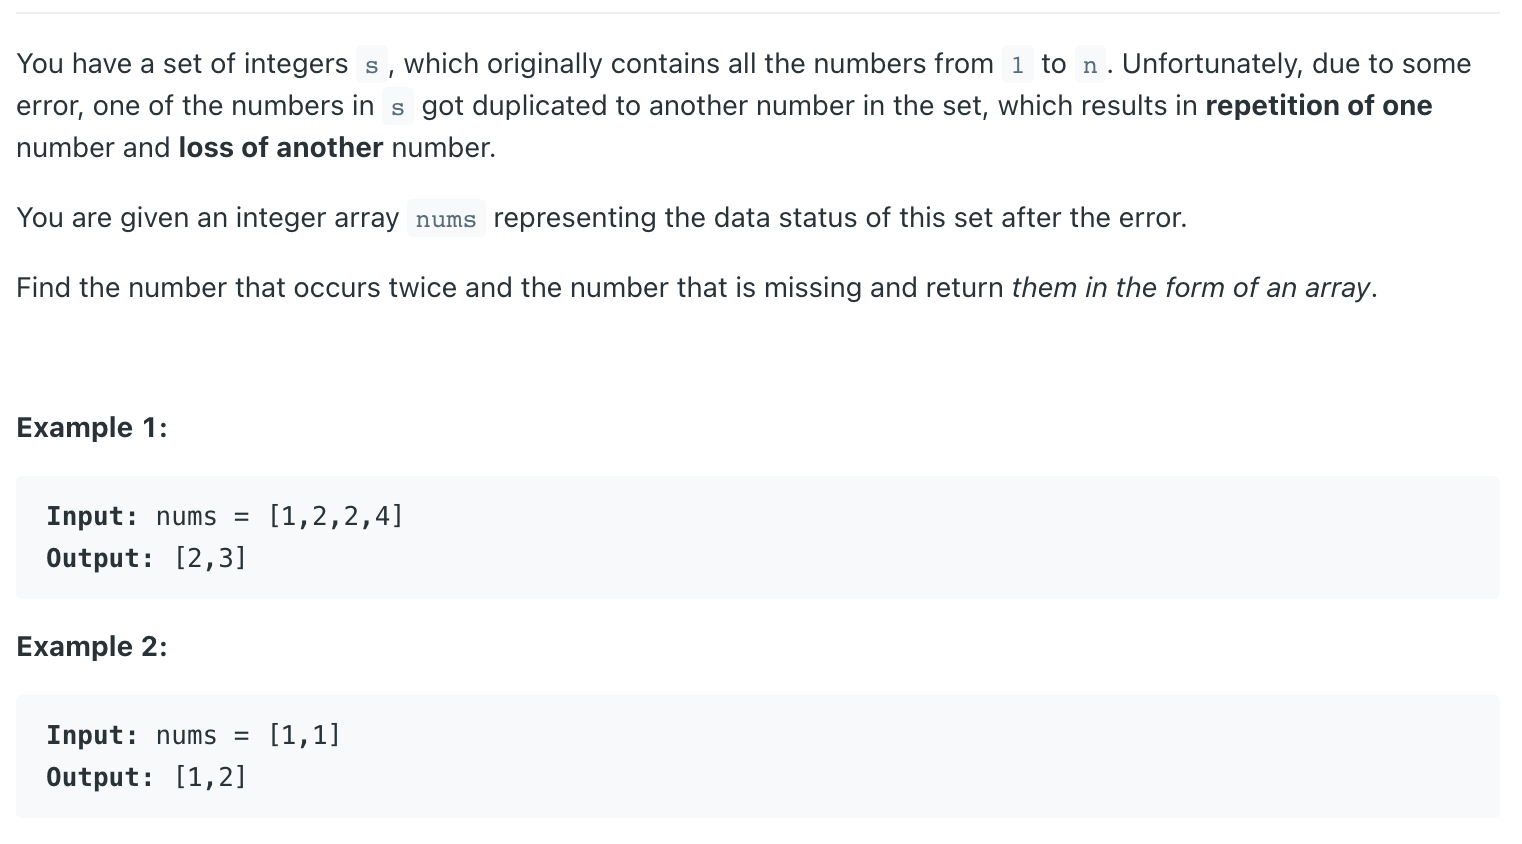 You have a set of integers s, which originally contains all the numbers from 1 to n. Unfortunately, due to some
error, one of the numbers in s got duplicated to another number in the set, which results in repetition of one
number and loss of another number.
You are given an integer array nums representing the data status of this set after the error.
Find the number that occurs twice and the number that is missing and return them in the form of an array.
Example 1:
Input: nums = [1,2,2,4]
Output: [2,3]
Example 2:
Input: nums = [1,1]
Output: [1,2]